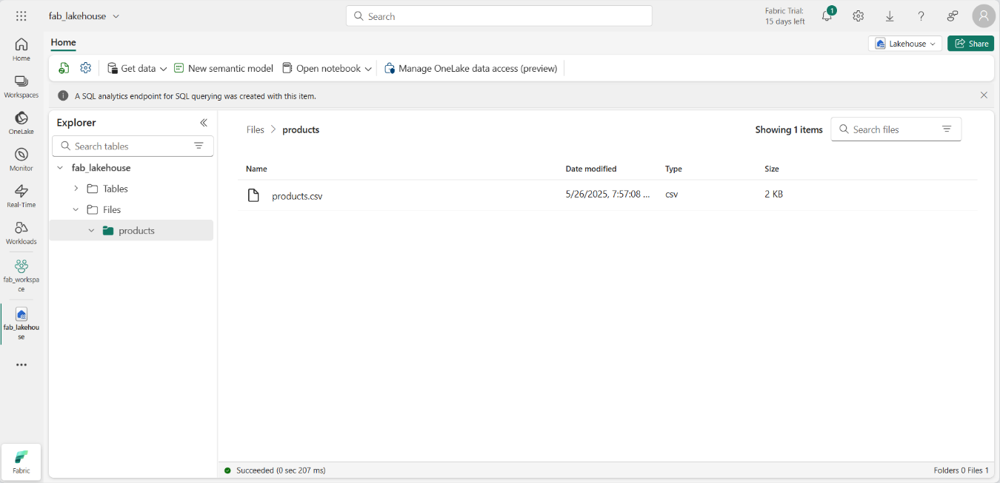 fab_lakehouse
Search
Fabric Trial:
15 days left
1
Home
Lakehouse
Share
Get data
New semantic model
Open notebook
Manage OneLake data access (preview)
A SQL analytics endpoint for SQL querying was created with this item.
Home
Workspaces
OneLake
Monitor
Real-Time
Workloads
fab_workspa
ce
fab_lakehou
se
Fabric
Explorer
Search tables
fab_lakehouse
Tables
Files
products
Files > products
Showing 1 items
Search files
Name Date modified Type Size
products.csv 5/26/2025, 7:57:08 ... csv 2 KB
Succeeded (0 sec 207 ms)
Folders 0 Files 1